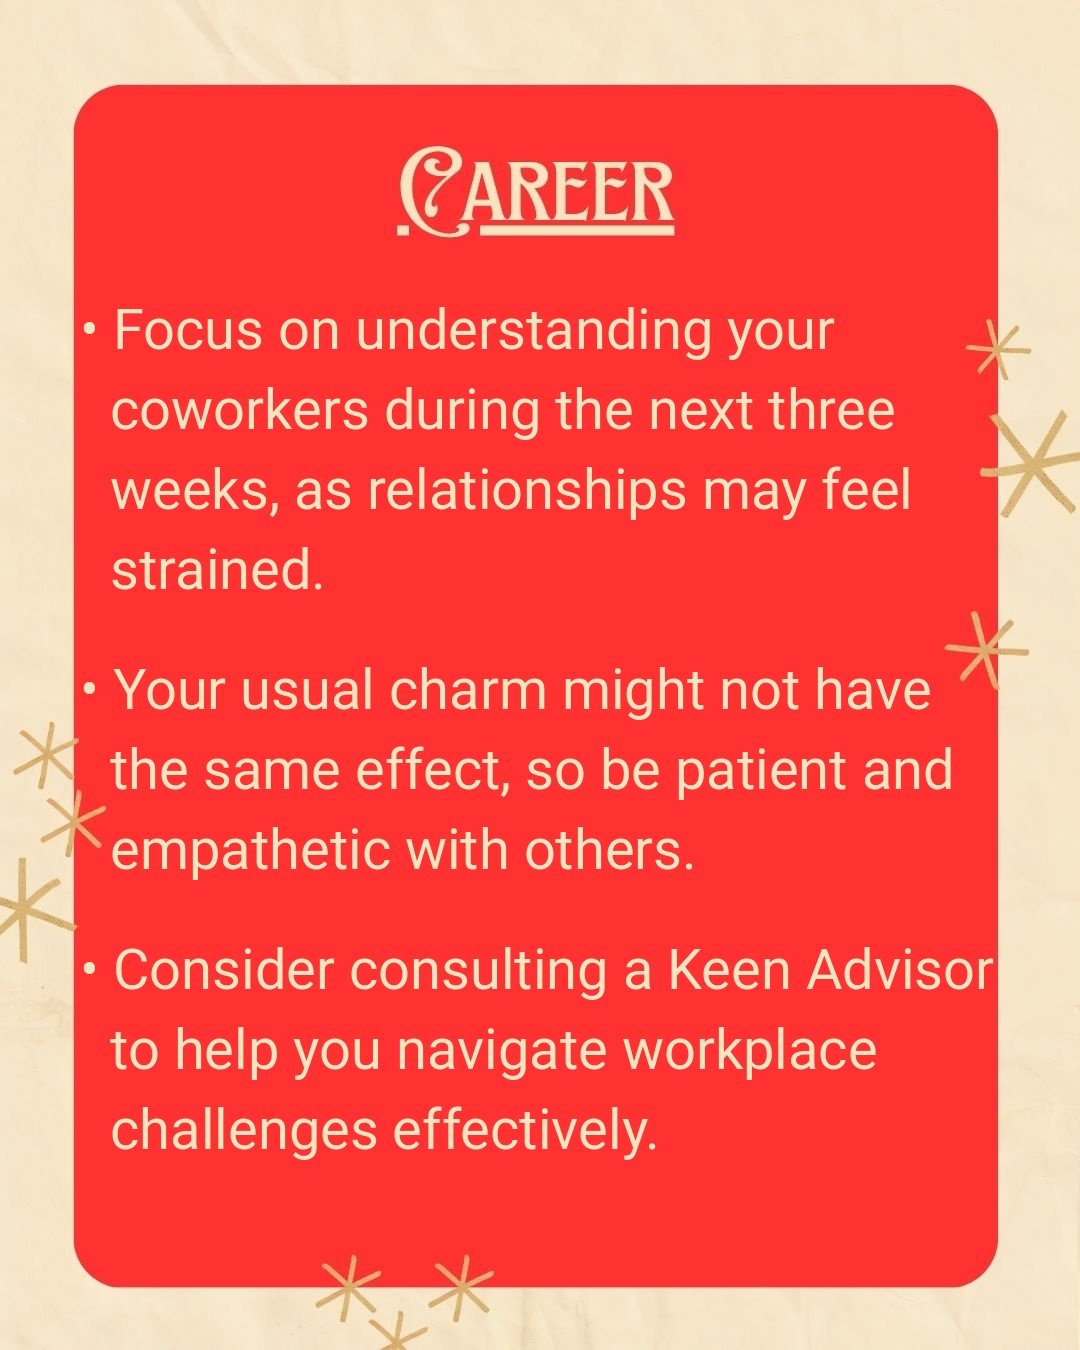 Career
• Focus on understanding your
coworkers during the next three
weeks, as relationships may feel
strained.
• Your usual charm might not have
the same effect, so be patient and
empathetic with others.
• Consider consulting a Keen Advisor
to help you navigate workplace
challenges effectively.